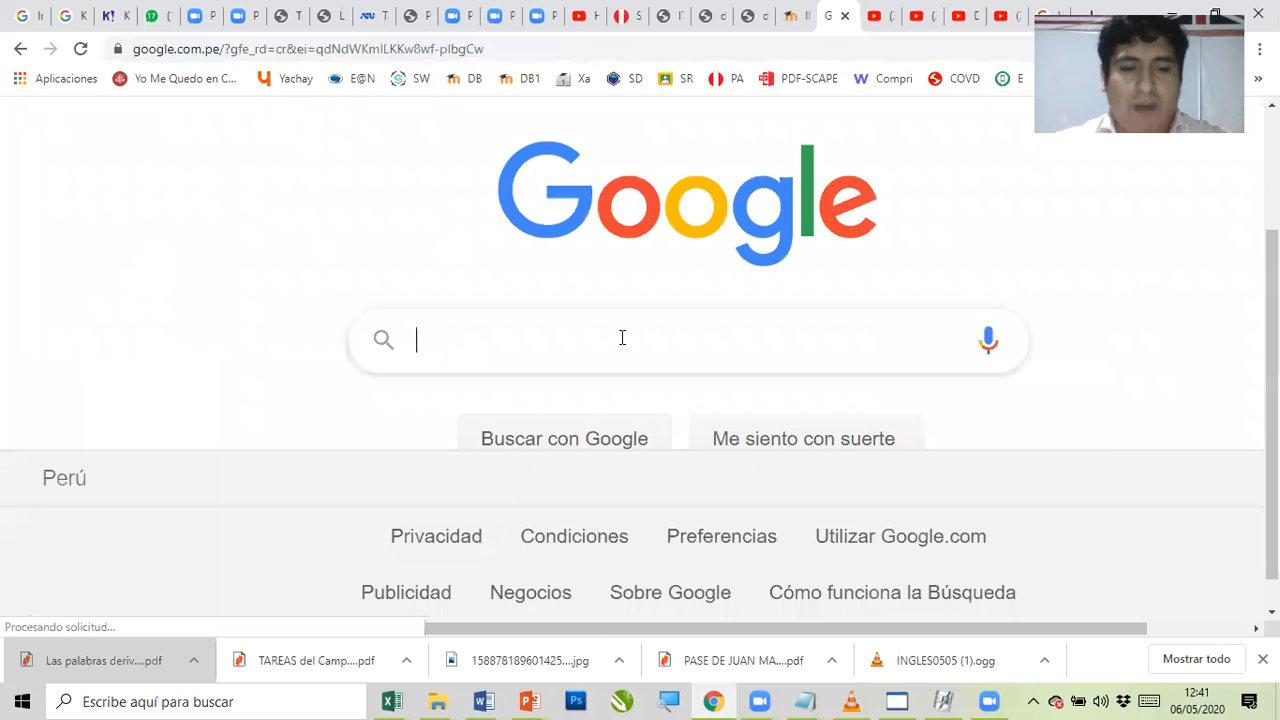 google.com.pe/?gfe_rd=cr&ei=qdNdWKmILKKw8wf-pIbgCw
Aplicaciones Yo Me Quedo en C... Yachay E@N SW DB DB1 Xa SD SR PA PDF-SCAPE Compri COVD E »
Google
Buscar con Google Me siento con suerte
Perú
Privacidad Condiciones Preferencias Utilizar Google.com
Publicidad Negocios Sobre Google Cómo funciona la Búsqueda
Procesando solicitud...
Las palabras deriv....pdf TAREAS del Camp....pdf 158878189601425...jpg PASE DE JUAN MA....pdf INGLES0505 (1).ogg Mostrar todo
Escribe aquí para buscar 12:41
06/05/2020